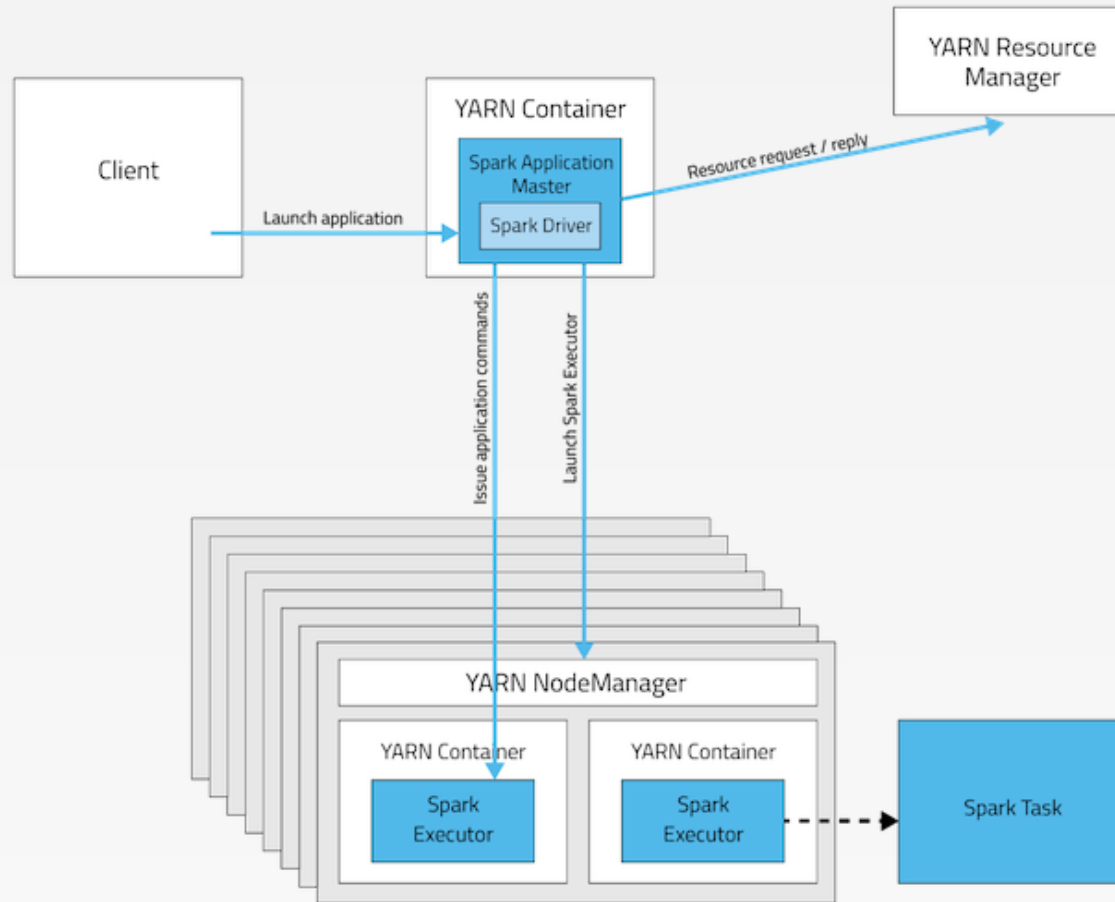 YARN Resource
Manager
YARN Container
Client
Spark Application
Master
Spark Driver
Launch application
Resource request / reply
Issue application commands
Launch Spark Executor
YARN NodeManager
YARN Container
YARN Container
Spark
Executor
Spark
Executor
Spark Task